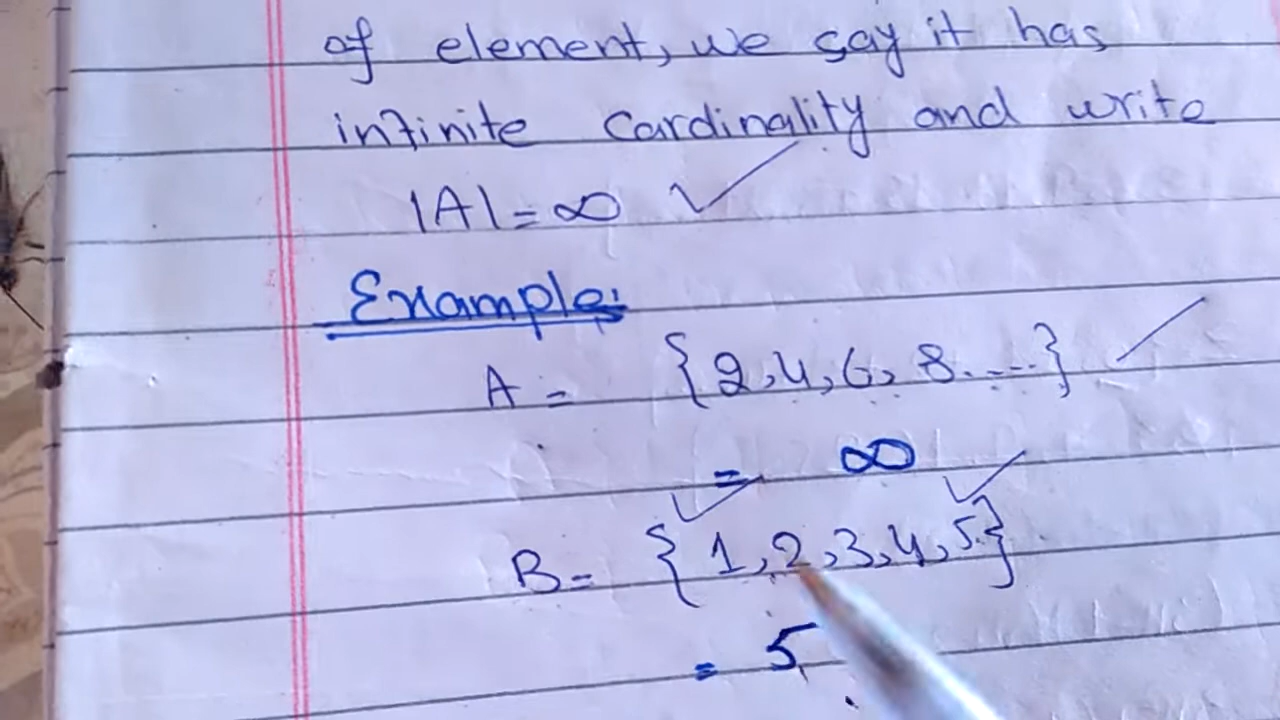 of element, we say it has
infinite cardinality and write
|A| = ∞
Example:
A = {2,4,6,8....}
= ∞
B = {1,2,3,4,5}
= 5